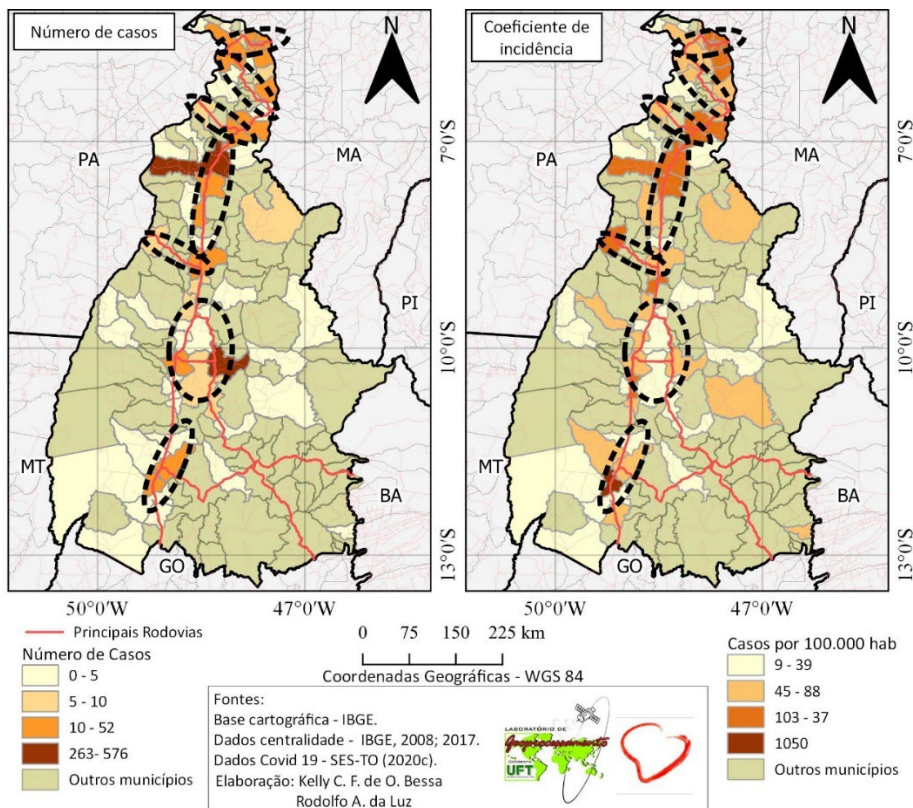 Número de casos
N
PA
MA
PI
MT
BA
GO
Coeficiente de
incidência
N
PA
MA
PI
MT
BA
GO
7°0'S
10°0'S
13°0'S
7°0'S
10°0'S
13°0'S
50°0'W
47°0'W
50°0'W
47°0'W
Principais Rodovias
Número de Casos
0 - 5
5 - 10
10 - 52
263- 576
Outros municípios
0 75 150 225 km
Coordenadas Geográficas - WGS 84
Fontes:
Base cartográfica - IBGE.
Dados centralidade - IBGE, 2008; 2017.
Dados Covid 19 - SES-TO (2020c).
Elaboração: Kelly C. F. de O. Bessa
Rodolfo A. da Luz
LABORATÓRIO DE
Geoprocessamento
UFT
Casos por 100.000 hab
9 - 39
45 - 88
103 - 37
1050
Outros municípios